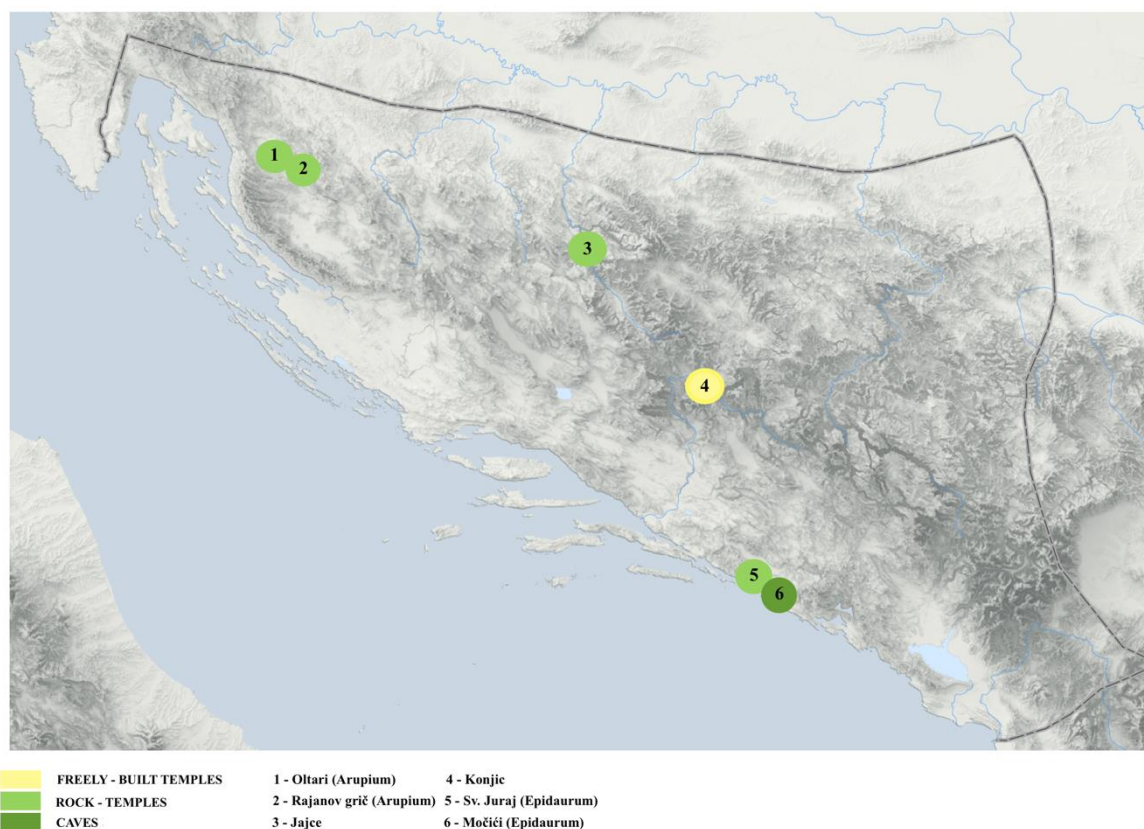 1
2
3
4
5
6
FREELY - BUILT TEMPLES
ROCK - TEMPLES
CAVES
1 - Oltari (Arupium)
2 - Rajanov grič (Arupium)
3 - Jajce
4 - Konjic
5 - Sv. Juraj (Epidaurum)
6 - Močići (Epidaurum)